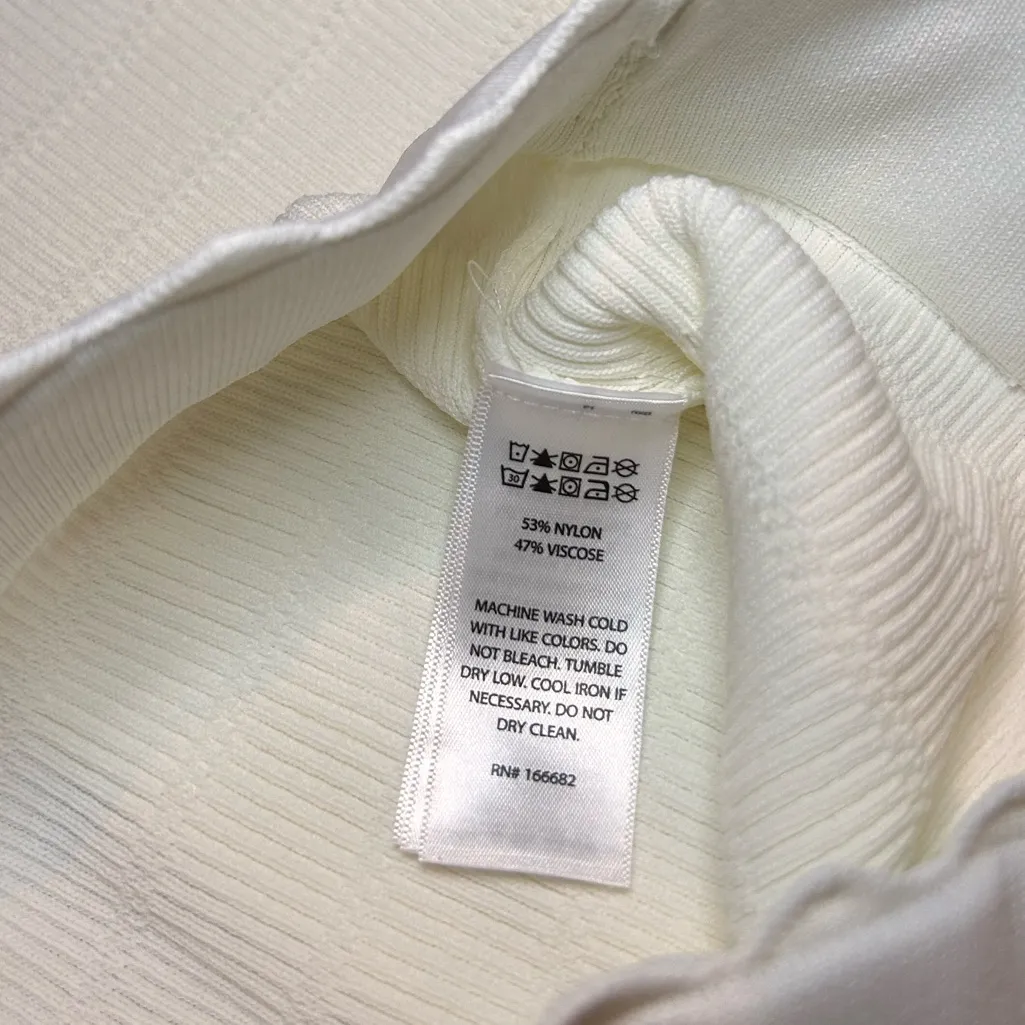 30
53% NYLON
47% VISCOSE
MACHINE WASH COLD
WITH LIKE COLORS. DO
NOT BLEACH. TUMBLE
DRY LOW. COOL IRON IF
NECESSARY. DO NOT
DRY CLEAN.
RN# 166682